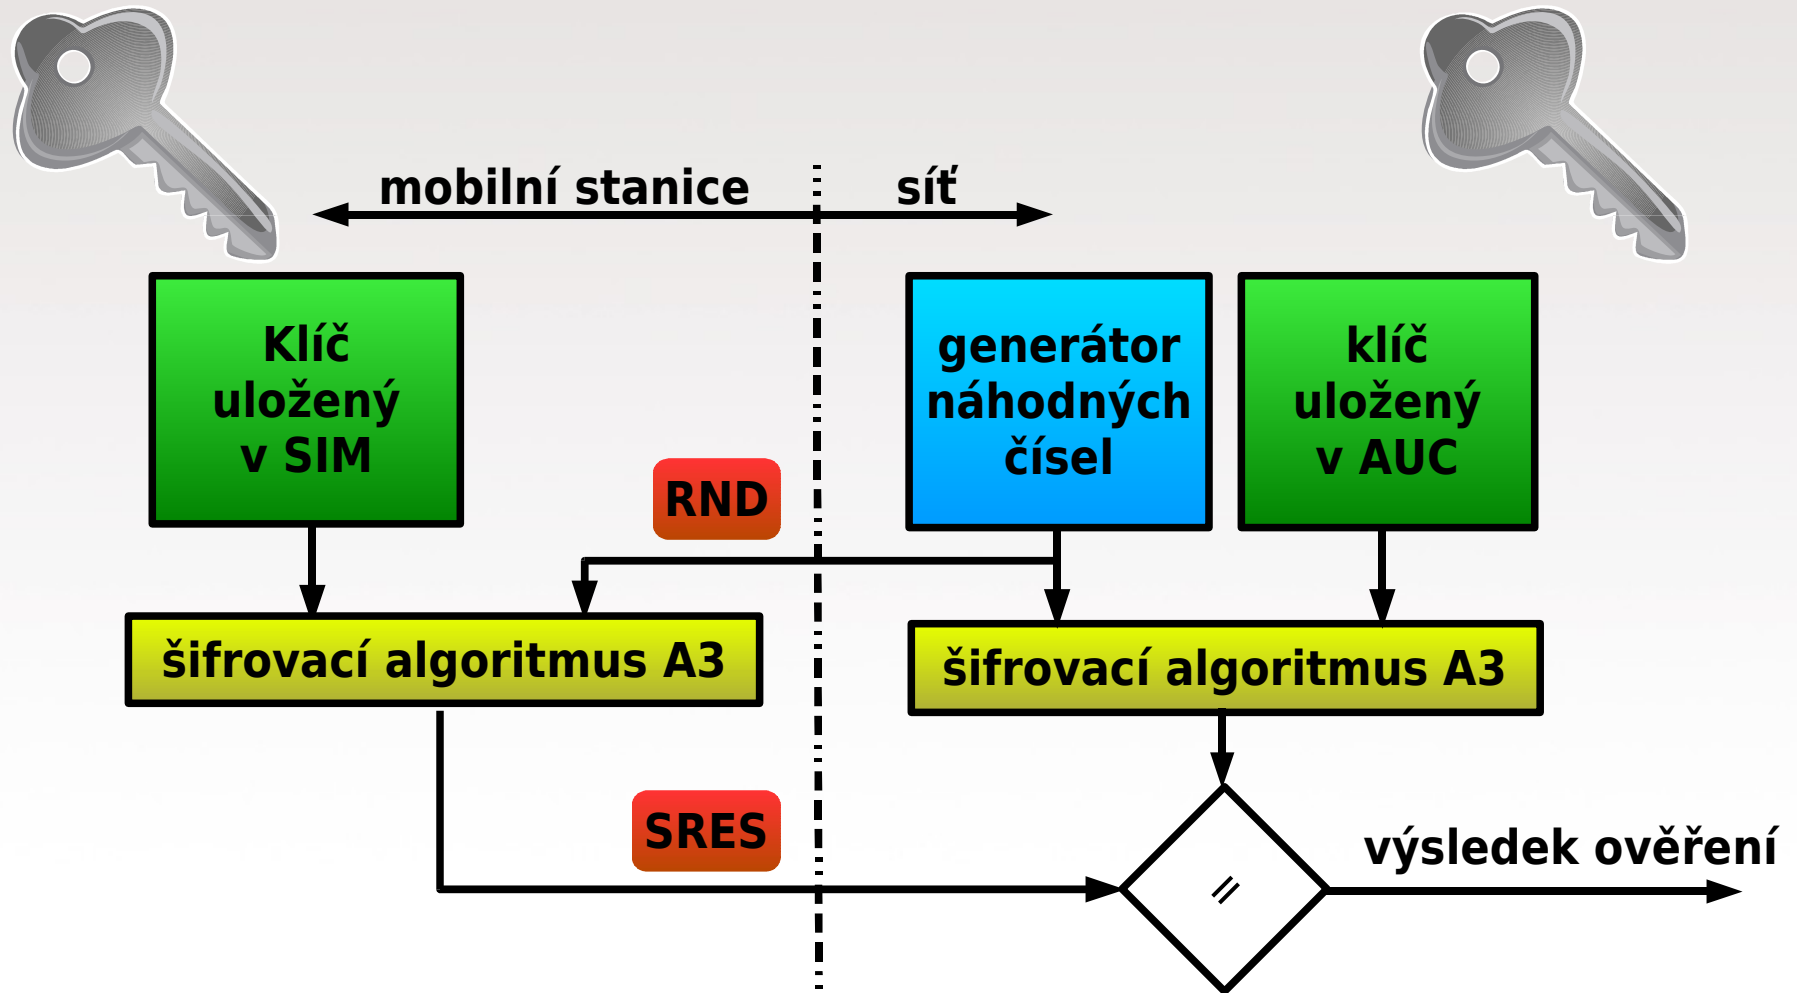 mobilní stanice
síť
Klíč
uložený
v SIM
generátor
náhodných
čísel
klíč
uložený
v AUC
RND
šifrovací algoritmus A3
šifrovací algoritmus A3
SRES
výsledek ověření
=